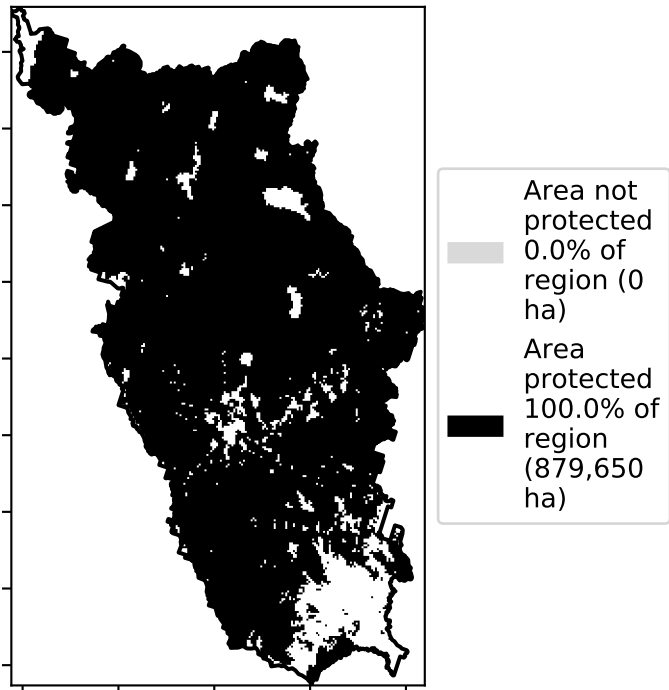 Area not
protected
0.0% of
region (0
ha)
Area
protected
100.0% of
region
(879,650
ha)